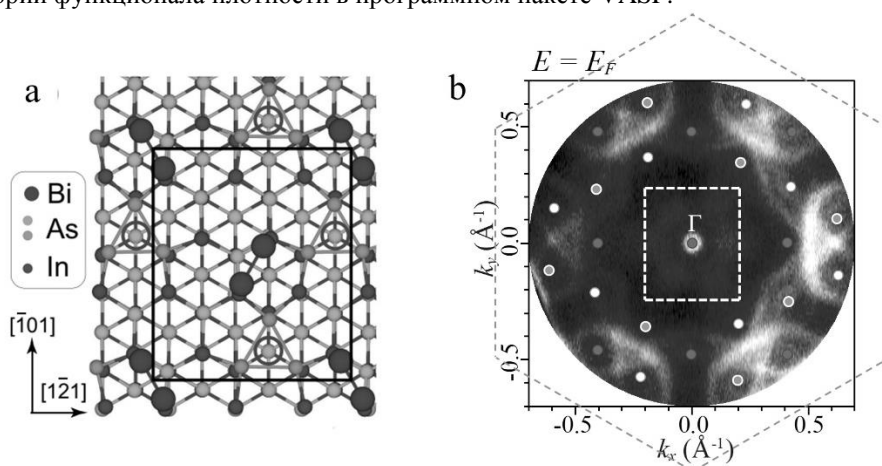 ории функционала плотности в программном пакете VASP.
a
Bi
As
In
[1̄01]
[12̄1]
b
E = E_F
Γ
0.5
0.0
-0.5
k_y (Å⁻¹)
-0.5
0.0
0.5
k_x (Å⁻¹)